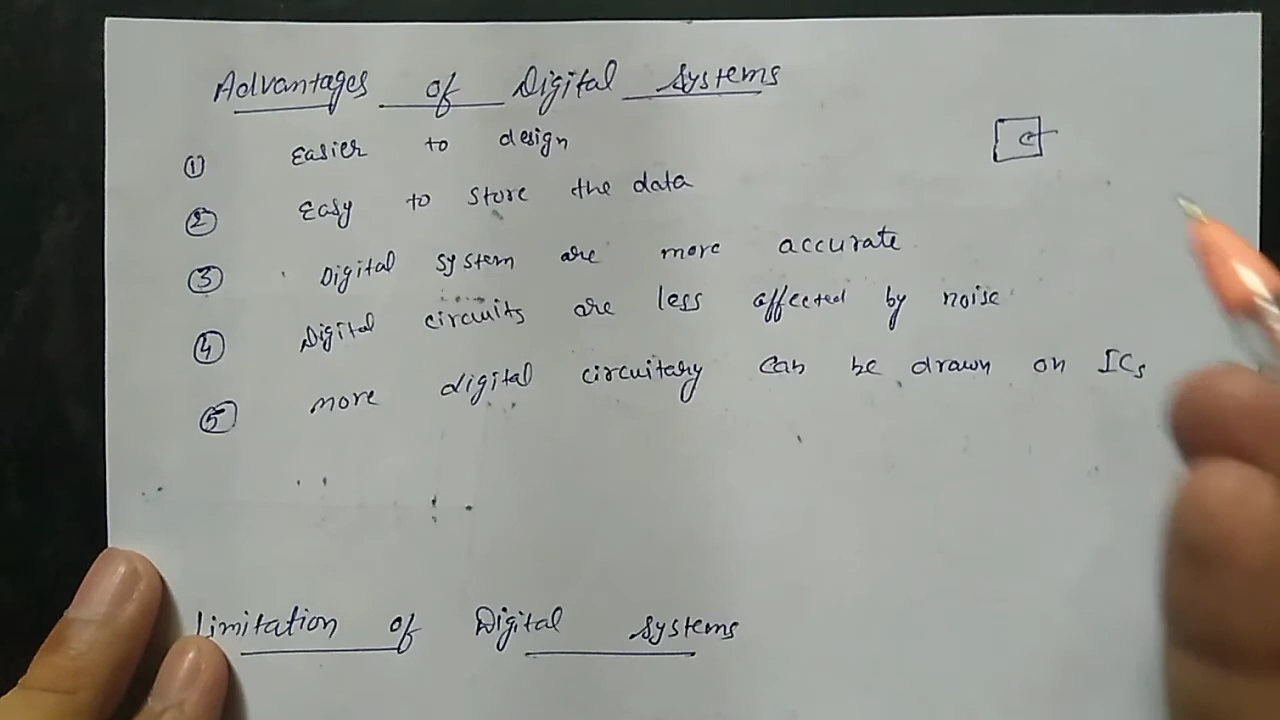 Advantages of Digital Systems
① Easier to design
② Easy to store the data
③ Digital system are more accurate
④ Digital circuits are less affected by noise
⑤ more digital circuitary can be drawn on ICs
Limitation of Digital Systems